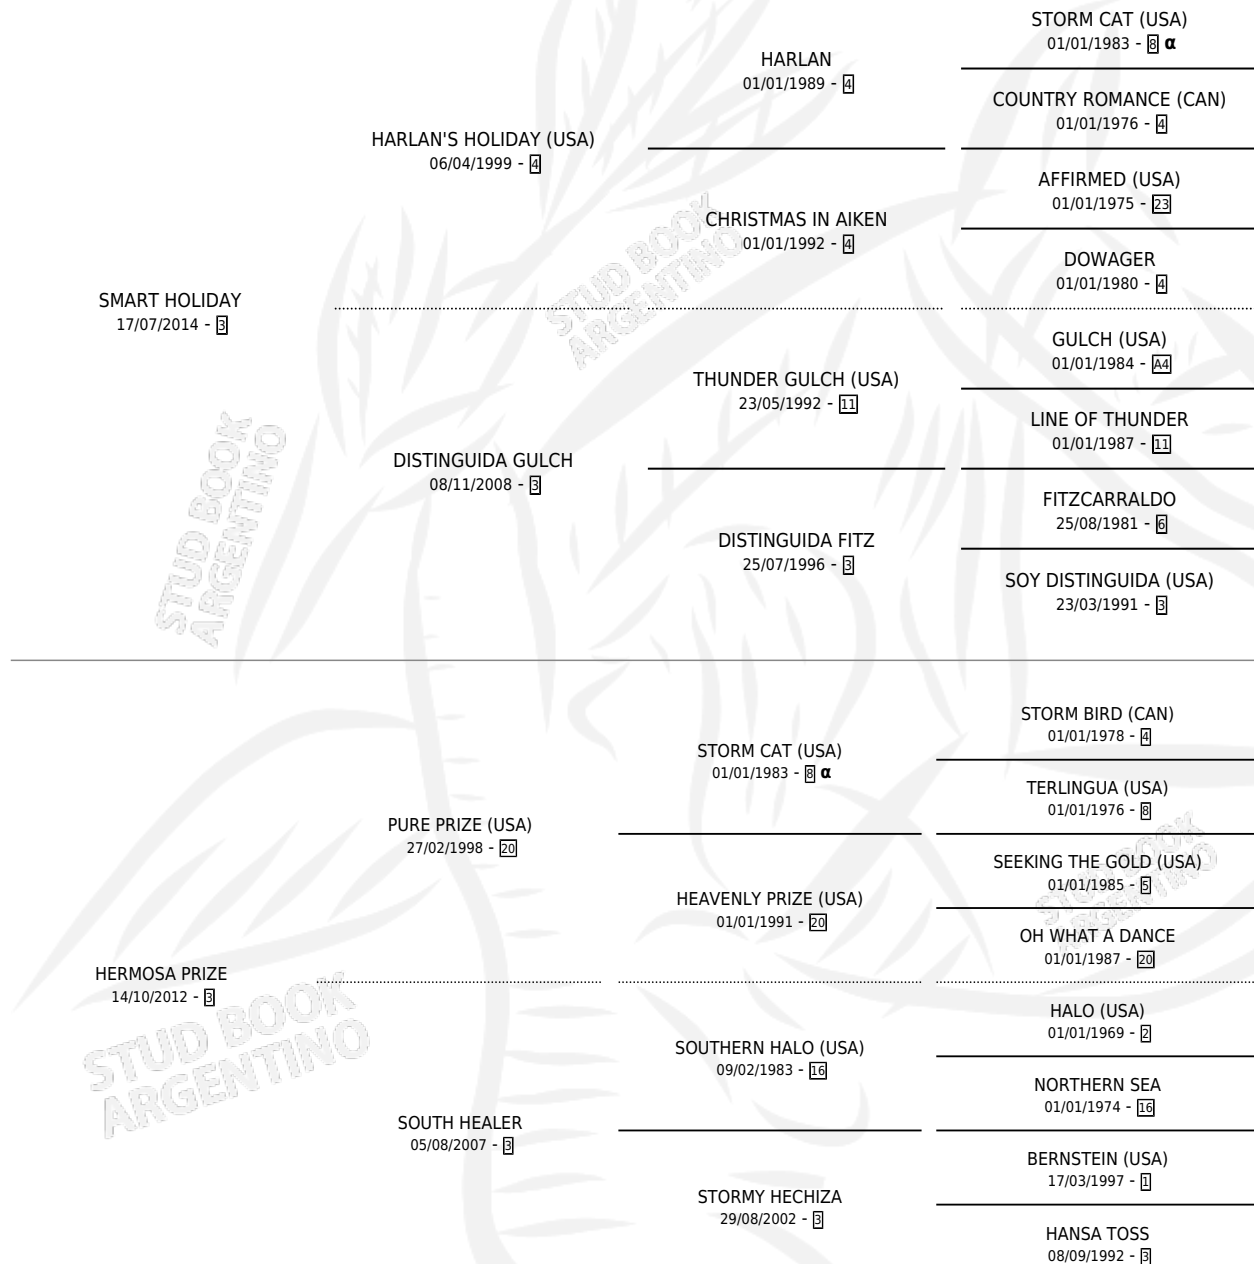 STORM CAT (USA)
01/01/1983 - 8 α
HARLAN
01/01/1989 - 4
COUNTRY ROMANCE (CAN)
01/01/1976 - 4
HARLAN'S HOLIDAY (USA)
06/04/1999 - 4
AFFIRMED (USA)
01/01/1975 - 23
CHRISTMAS IN AIKEN
01/01/1992 - 4
DOWAGER
01/01/1980 - 4
STUD BOOK
ARGENTINO
SMART HOLIDAY
17/07/2014 - 3
GULCH (USA)
01/01/1984 - A4
THUNDER GULCH (USA)
23/05/1992 - 11
LINE OF THUNDER
01/01/1987 - 11
DISTINGUIDA GULCH
08/11/2008 - 3
FITZCARRALDO
25/08/1981 - 6
DISTINGUIDA FITZ
25/07/1996 - 3
SOY DISTINGUIDA (USA)
23/03/1991 - 3
STUD BOOK
ARGENTINO
STORM BIRD (CAN)
01/01/1978 - 4
STORM CAT (USA)
01/01/1983 - 8 α
TERLINGUA (USA)
01/01/1976 - 8
PURE PRIZE (USA)
27/02/1998 - 20
SEEKING THE GOLD (USA)
01/01/1985 - 5
HEAVENLY PRIZE (USA)
01/01/1991 - 20
STUD BOOK
ARGENTINO
OH WHAT A DANCE
01/01/1987 - 20
HERMOSA PRIZE
14/10/2012 - 3
STUD BOOK
ARGENTINO
HALO (USA)
01/01/1969 - 2
SOUTHERN HALO (USA)
09/02/1983 - 16
NORTHERN SEA
01/01/1974 - 16
SOUTH HEALER
05/08/2007 - 3
BERNSTEIN (USA)
17/03/1997 - 1
STORMY HECHIZA
29/08/2002 - 3
HANSA TOSS
08/09/1992 - 3